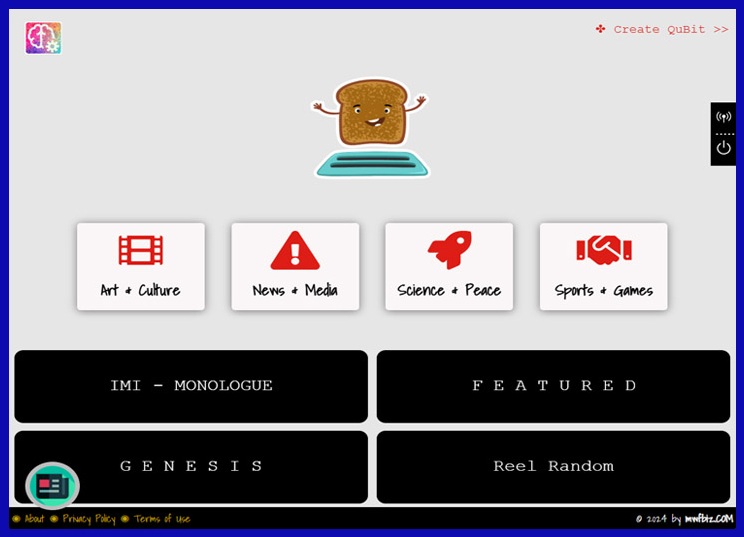 ✤ Create QuBit >>
Art & Culture
News & Media
Science & Peace
Sports & Games
IMI - MONOLOGUE
F E A T U R E D
G E N E S I S
Reel Random
About
Privacy Policy
Terms of Use
© 2024 by mwfbiz.COM